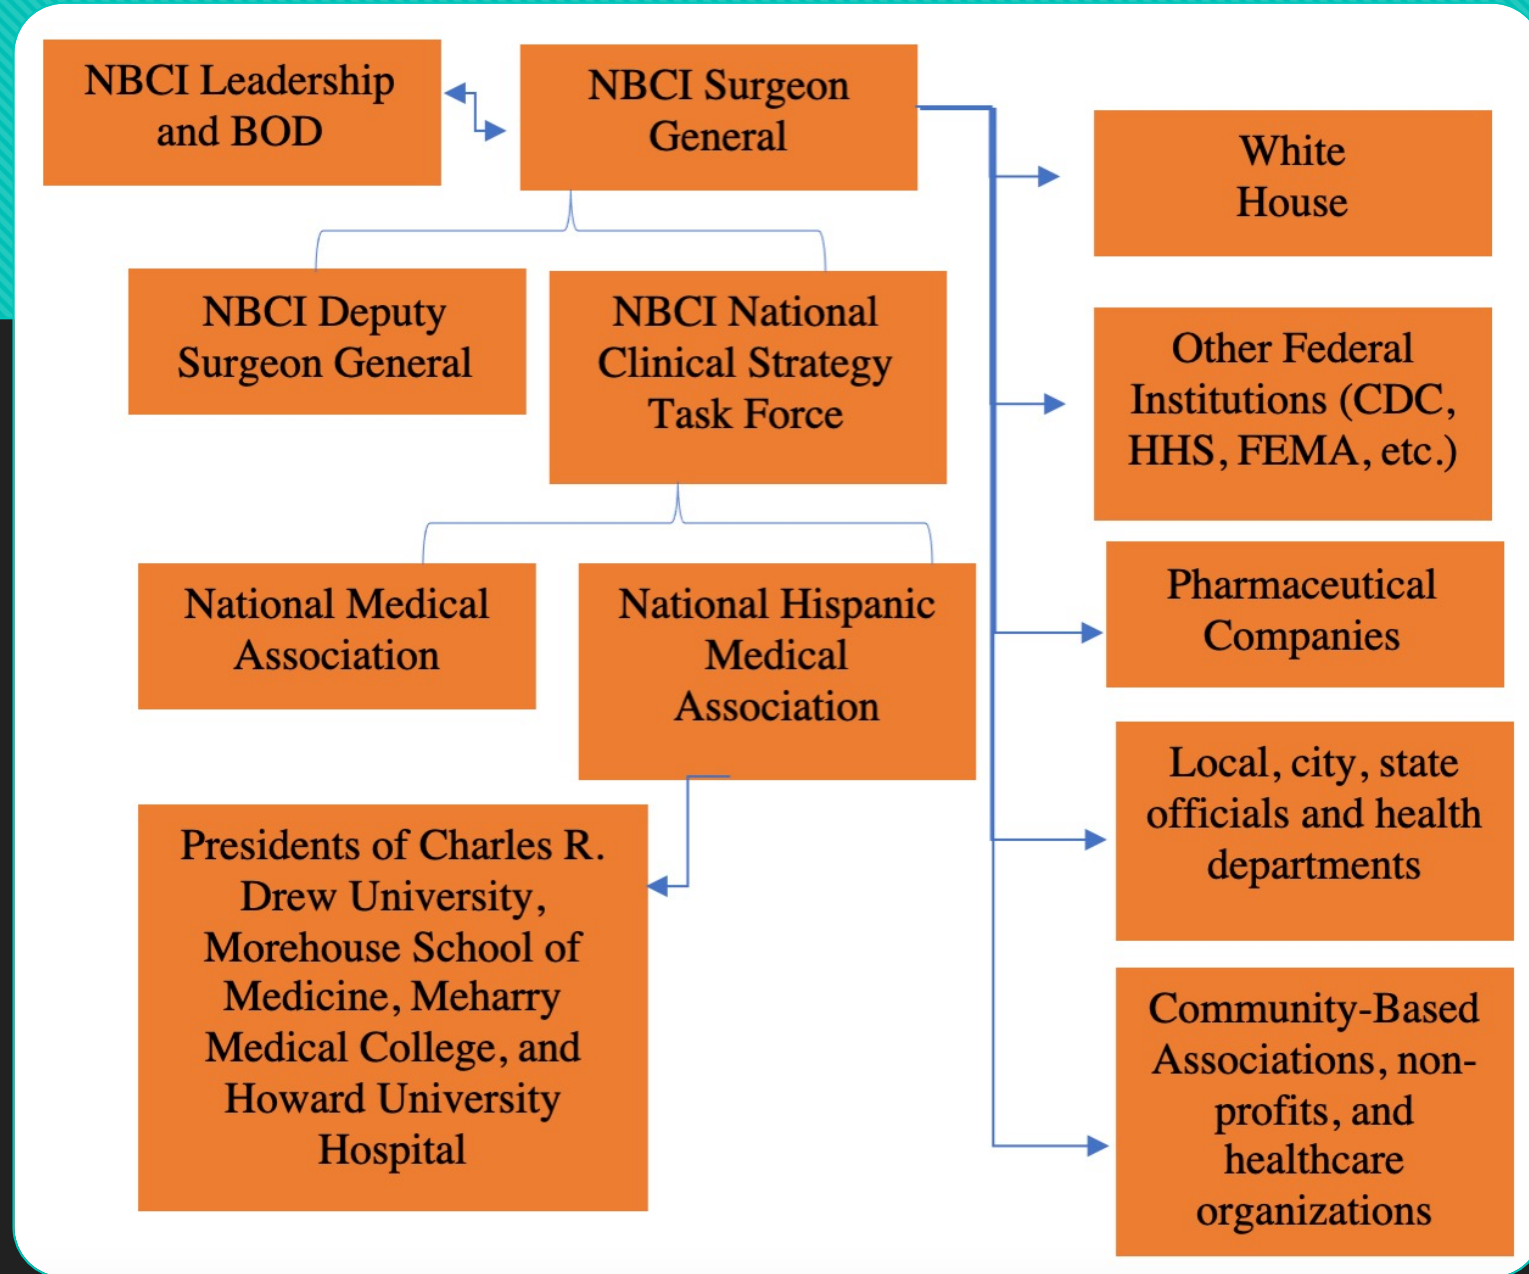 NBCI Leadership
and BOD
NBCI Surgeon
General
White
House
NBCI Deputy
Surgeon General
NBCI National
Clinical Strategy
Task Force
Other Federal
Institutions (CDC,
HHS, FEMA, etc.)
National Medical
Association
National Hispanic
Medical
Association
Pharmaceutical
Companies
Local, city, state
officials and health
departments
Presidents of Charles R.
Drew University,
Morehouse School of
Medicine, Meharry
Medical College, and
Howard University
Hospital
Community-Based
Associations, non-
profits, and
healthcare
organizations